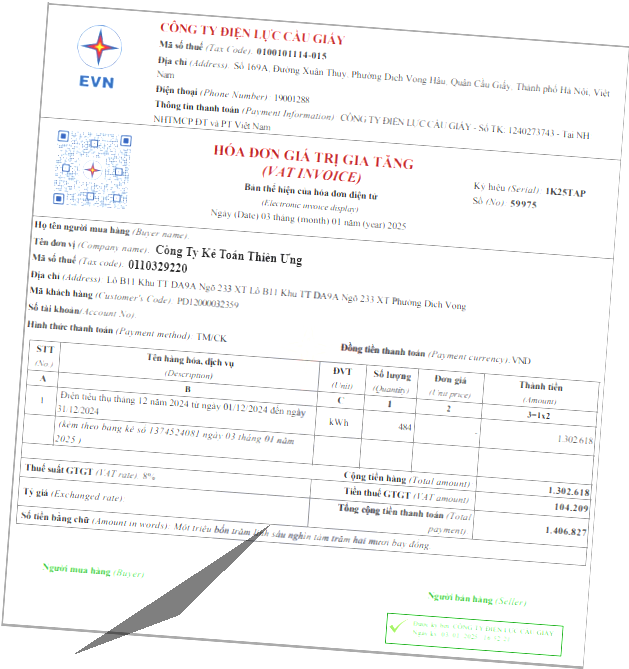 EVN
CÔNG TY ĐIỆN LỰC CẦU GIẤY
Mã số thuế (Tax Code): 0100101114-015
Địa chỉ (Address) Số 169A, Đường Xuân Thuỷ, Phường Dịch Vọng Hậu, Quận Cầu Giấy, Thành phố Hà Nội, Việt
Nam
Điện thoại (Phone Number) 19001288
Thông tin thanh toán (Payment Information) CÔNG TY ĐIỆN LỰC CẦU GIẤY - Số TK: 1240273743 - Tại NH
NHTMCP ĐT và PT Việt Nam
HÓA ĐƠN GIÁ TRỊ GIA TĂNG
(VAT INVOICE)
Bản thể hiện của hóa đơn điện tử
(Electronic invoice display)
Ngày (Date) 03 tháng (month) 01 năm (year) 2025
Ký hiệu (Serial): 1K25TAP
Số (No): 59975
Họ tên người mua hàng (Buyer name):
Tên đơn vị (Company name): Công Ty Kế Toán Thiên Ưng
Mã số thuế (Tax code): 0110329220
Địa chỉ (Address) Lô B11 Khu TT DA9A Ngõ 233 XT Lô B11 Khu TT DA9A Ngõ 233 XT Phường Dịch Vọng
Mã khách hàng (Customer's Code): PD12000032359
Số tài khoản (Account No)
Hình thức thanh toán (Payment method): TM/CK
Đồng tiền thanh toán (Payment currency): VND
STT (No.) Tên hàng hóa, dịch vụ (Description) ĐVT (Unit) Số lượng (Quantity) Đơn giá (Unit price) Thành tiền (Amount)
A B C 1 2 3=1x2
1 Điện tiêu thụ tháng 12 năm 2024 từ ngày 01/12/2024 đến ngày
31/12/2024 kWh 484 1.302.618
(kèm theo bảng kê số 1374524081 ngày 03 tháng 01 năm
2025 )
Cộng tiền hàng (Total amount) 1.302.618
Thuế suất GTGT (VAT rate) 8% Tiền thuế GTGT (VAT amount) 104.209
Tỷ giá (Exchanged rate) Tổng cộng tiền thanh toán (Total
payment) 1.406.827
Số tiền bằng chữ (Amount in words): Một triệu bốn trăm linh sáu nghìn tám trăm hai mươi bảy đồng
Người mua hàng (Buyer)
Người bán hàng (Seller)
CÔNG TY ĐIỆN LỰC CẦU GIẤY